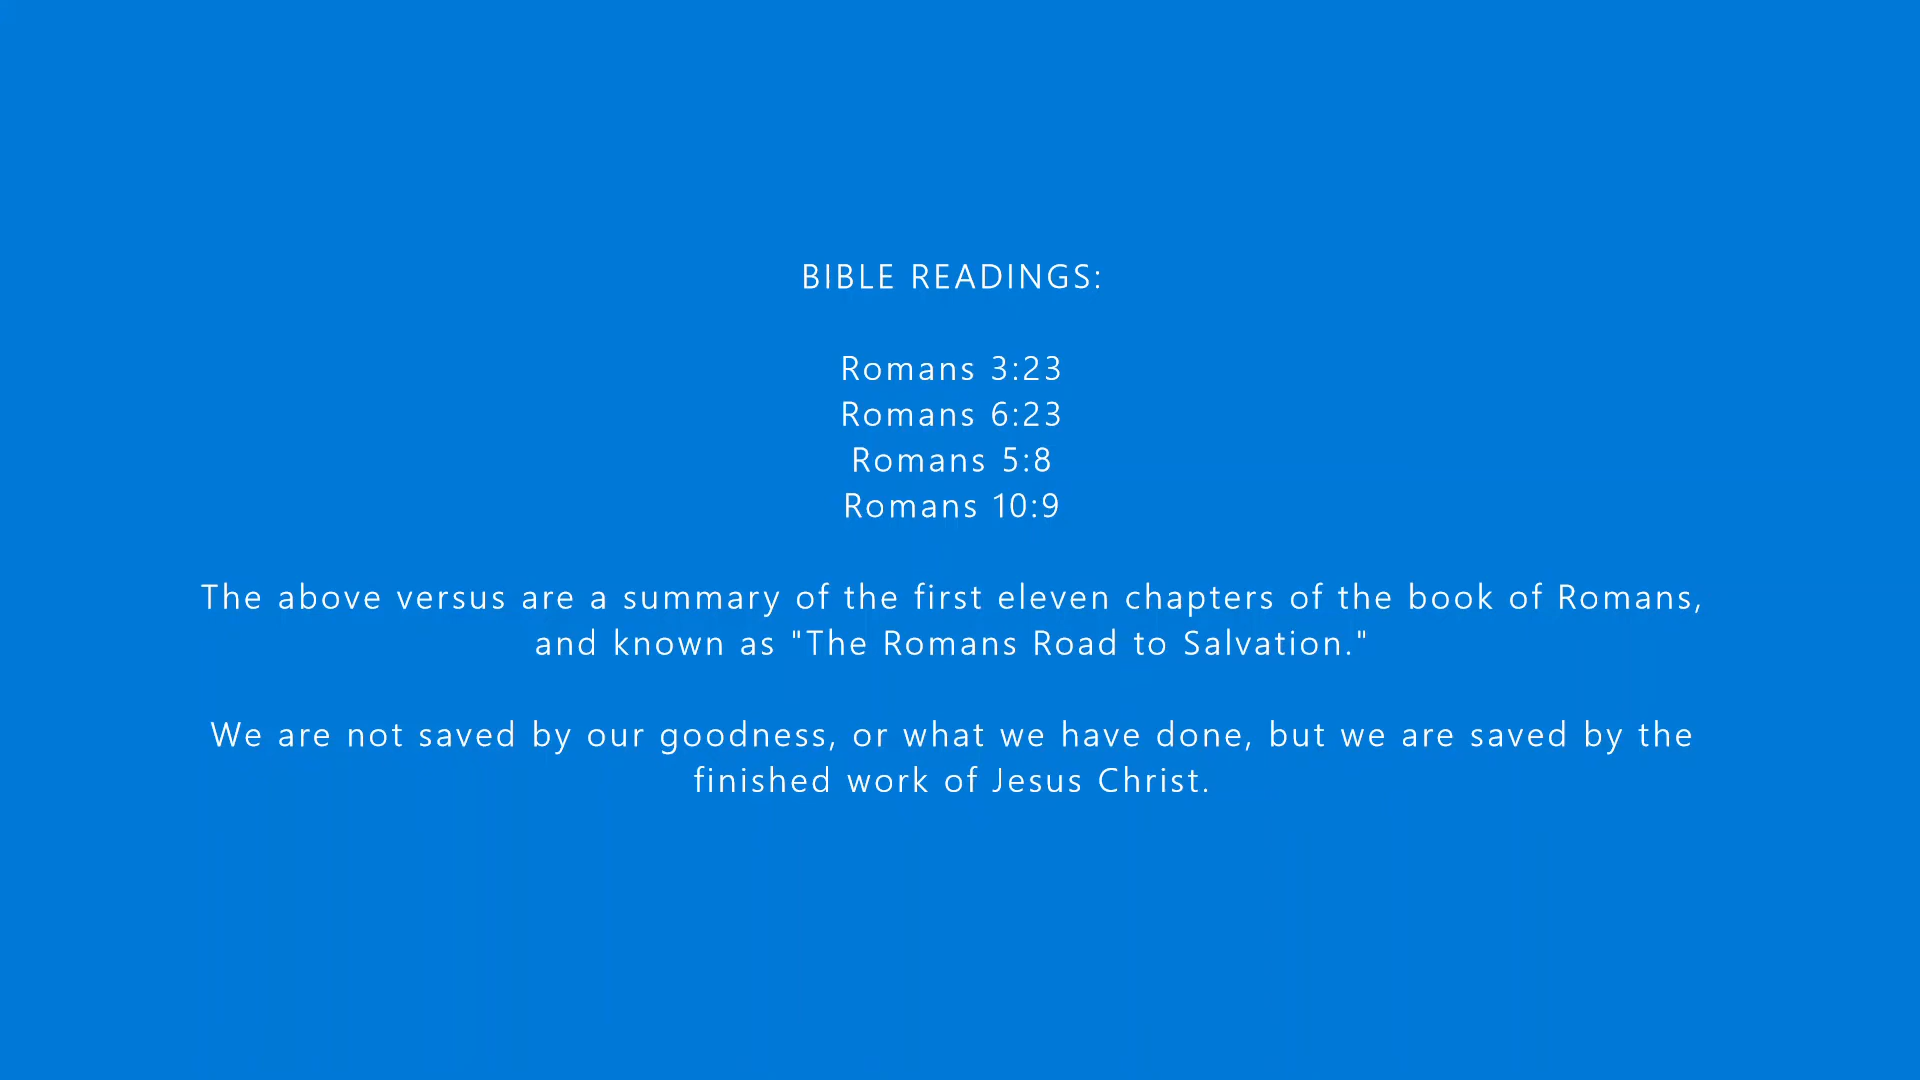 BIBLE READINGS:
Romans 3:23
Romans 6:23
Romans 5:8
Romans 10:9
The above versus are a summary of the first eleven chapters of the book of Romans,
and known as "The Romans Road to Salvation."
We are not saved by our goodness, or what we have done, but we are saved by the
finished work of Jesus Christ.